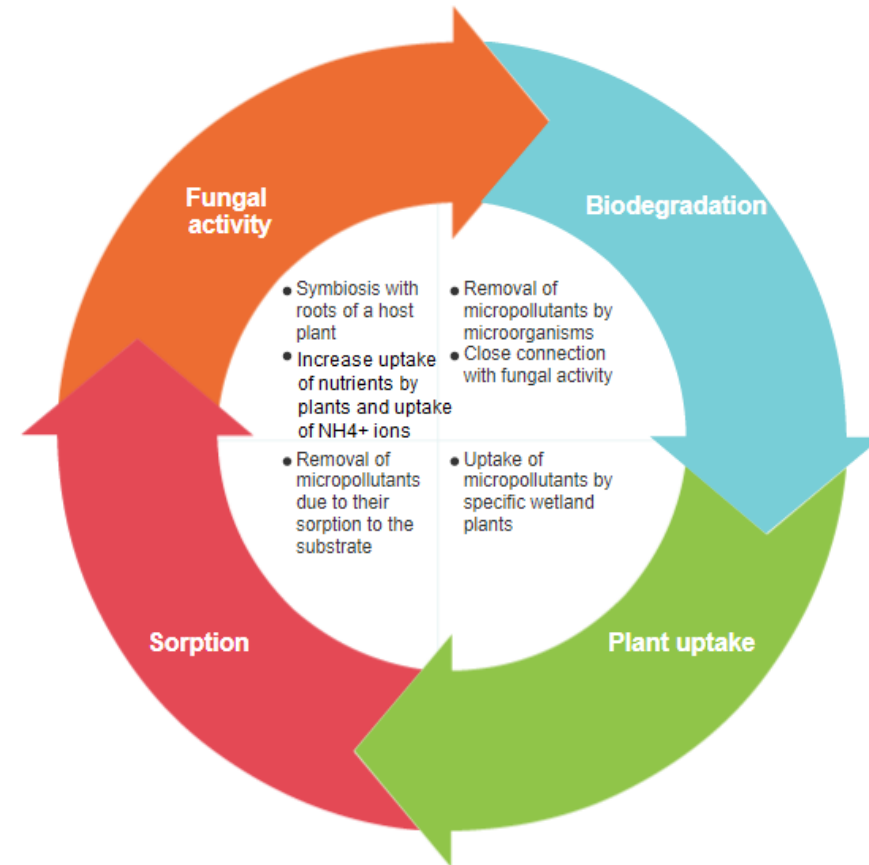 Fungal
activity
Biodegradation
• Symbiosis with
roots of a host
plant
• Increase uptake
of nutrients by
plants and uptake
of NH4+ ions
• Removal of
micropollutants by
microorganisms
• Close connection
with fungal activity
• Removal of
micropollutants
due to their
sorption to the
substrate
• Uptake of
micropollutants by
specific wetland
plants
Sorption
Plant uptake